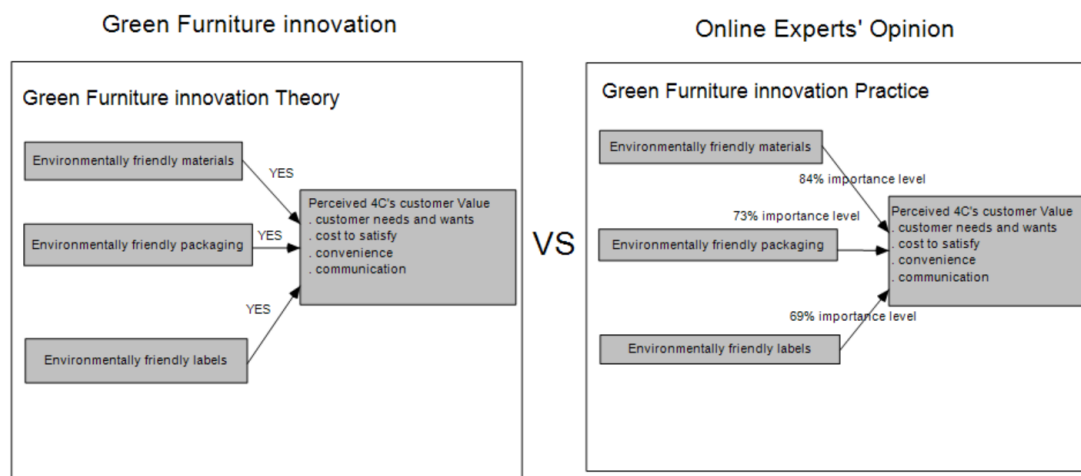 Green Furniture innovation
Green Furniture innovation Theory
Environmentally friendly materials
YES
Environmentally friendly packaging
YES
Environmentally friendly labels
YES
Perceived 4C's customer Value
. customer needs and wants
. cost to satisfy
. convenience
. communication
VS
Online Experts' Opinion
Green Furniture innovation Practice
Environmentally friendly materials
84% importance level
73% importance level
Environmentally friendly packaging
69% importance level
Environmentally friendly labels
Perceived 4C's customer Value
. customer needs and wants
. cost to satisfy
. convenience
. communication